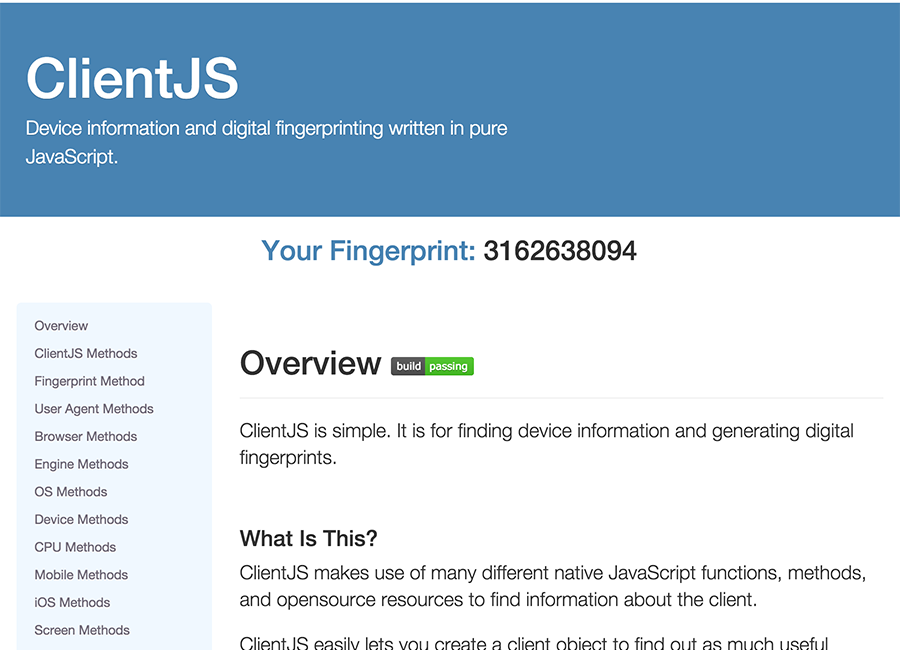 ClientJS
Device information and digital fingerprinting written in pure
JavaScript.
Your Fingerprint: 3162638094
Overview
ClientJS Methods
Fingerprint Method
User Agent Methods
Browser Methods
Engine Methods
OS Methods
Device Methods
CPU Methods
Mobile Methods
iOS Methods
Screen Methods
Overview build passing
ClientJS is simple. It is for finding device information and generating digital
fingerprints.
What Is This?
ClientJS makes use of many different native JavaScript functions, methods,
and opensource resources to find information about the client.
ClientJS easily lets you create a client object to find out as much useful